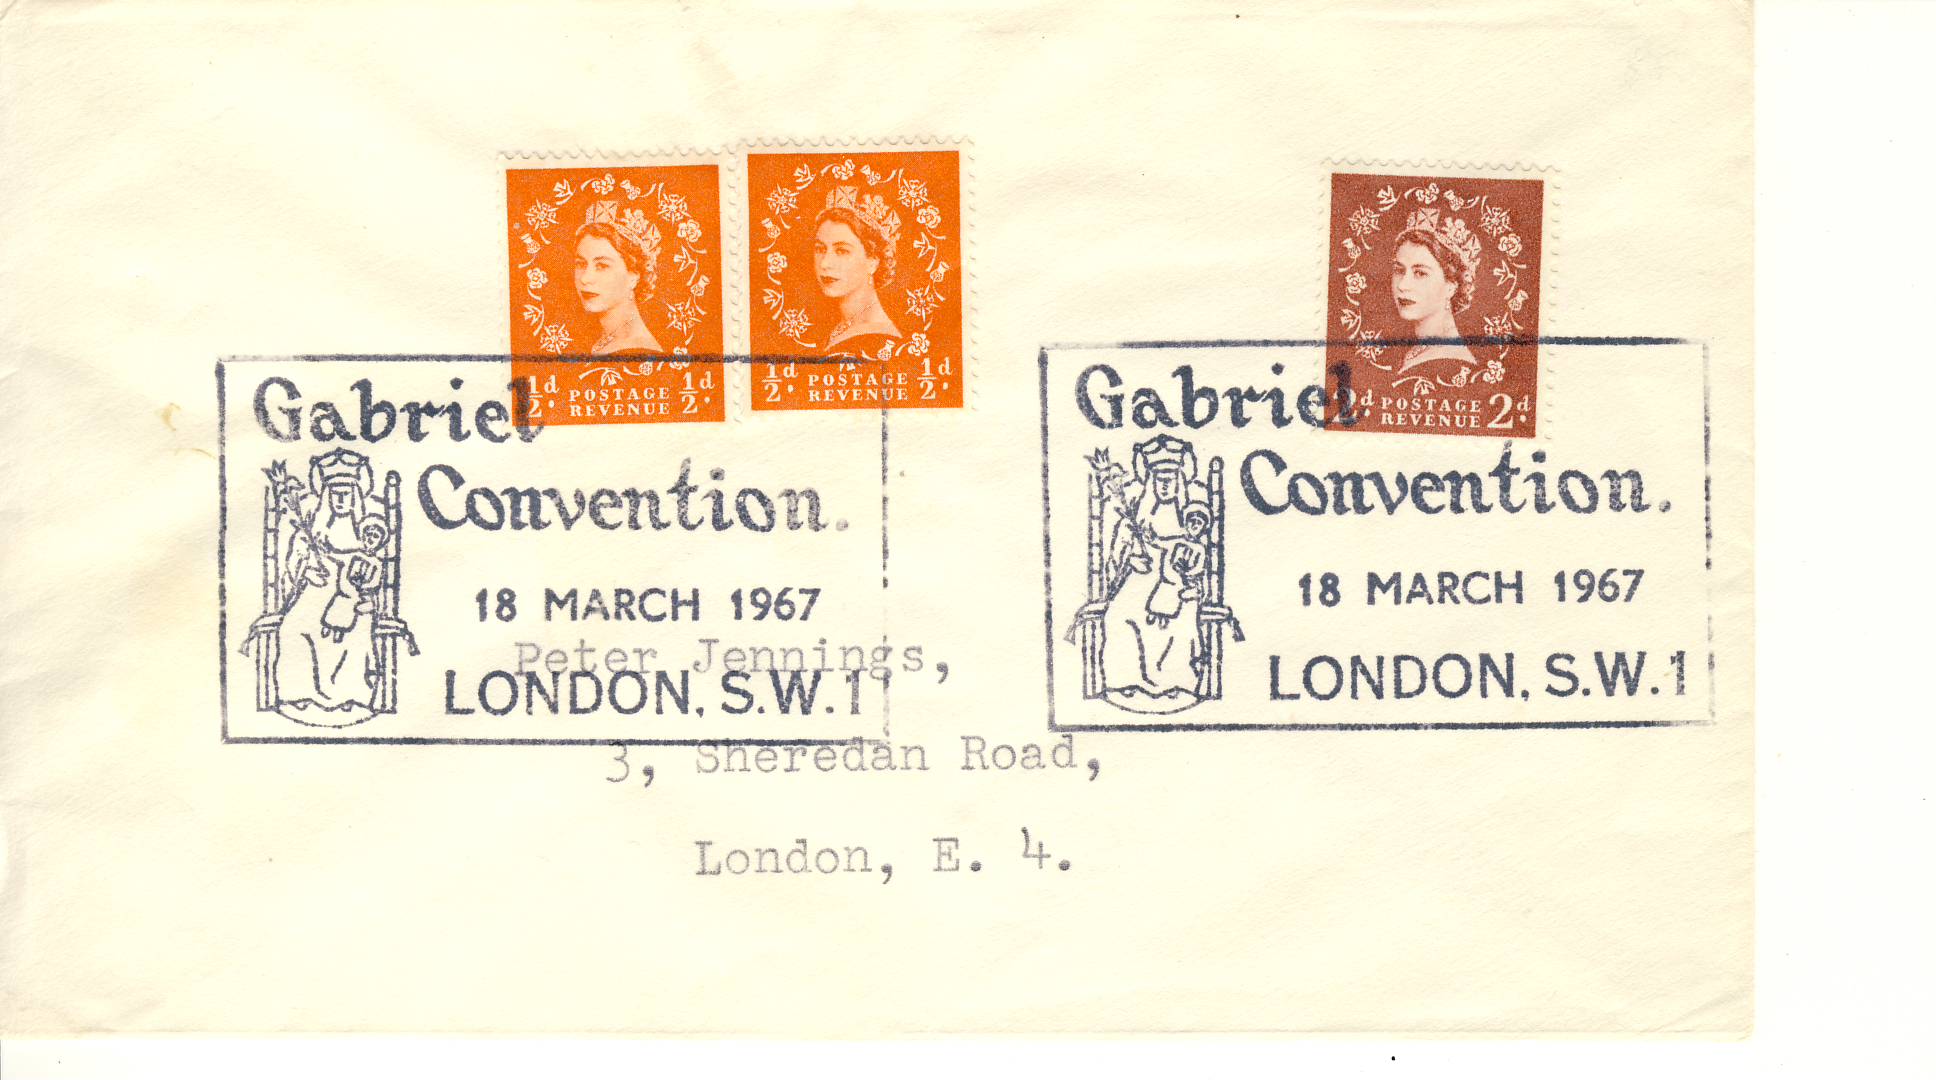 ½d. POSTAGE REVENUE ½d.
½d. POSTAGE REVENUE ½d.
2d. POSTAGE REVENUE 2d.
Gabriel
Convention.
18 MARCH 1967
LONDON, S.W.1
Gabriel
Convention.
18 MARCH 1967
LONDON, S.W.1
Peter Jennings,
3, Sheredan Road,
London, E. 4.